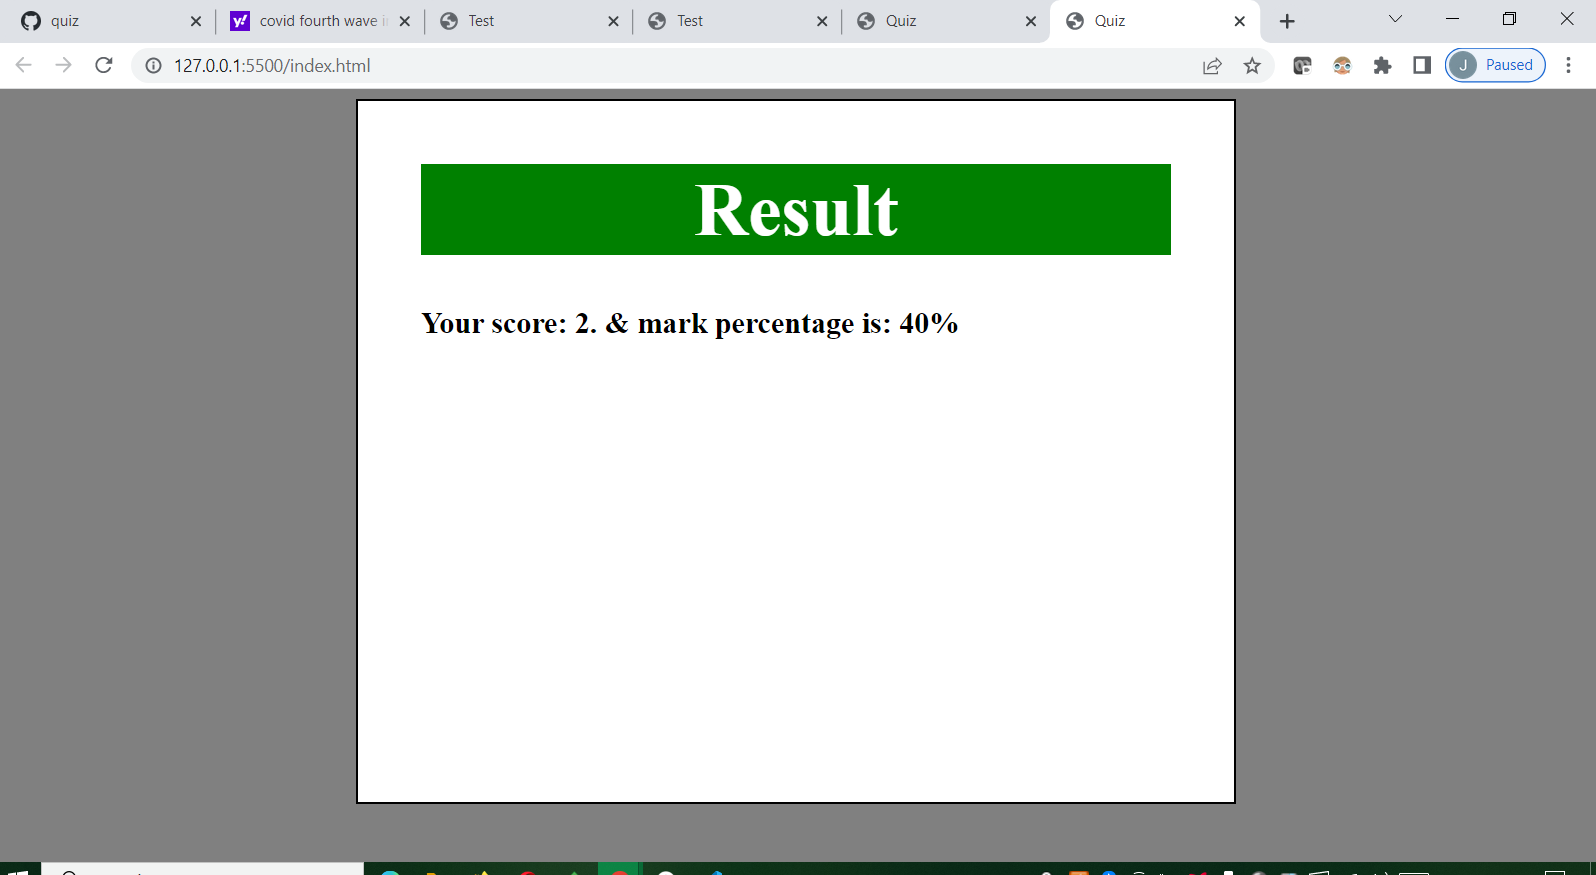 quiz
covid fourth wave i
Test
Test
Quiz
Quiz
127.0.0.1:5500/index.html
J Paused
Result
Your score: 2. & mark percentage is: 40%